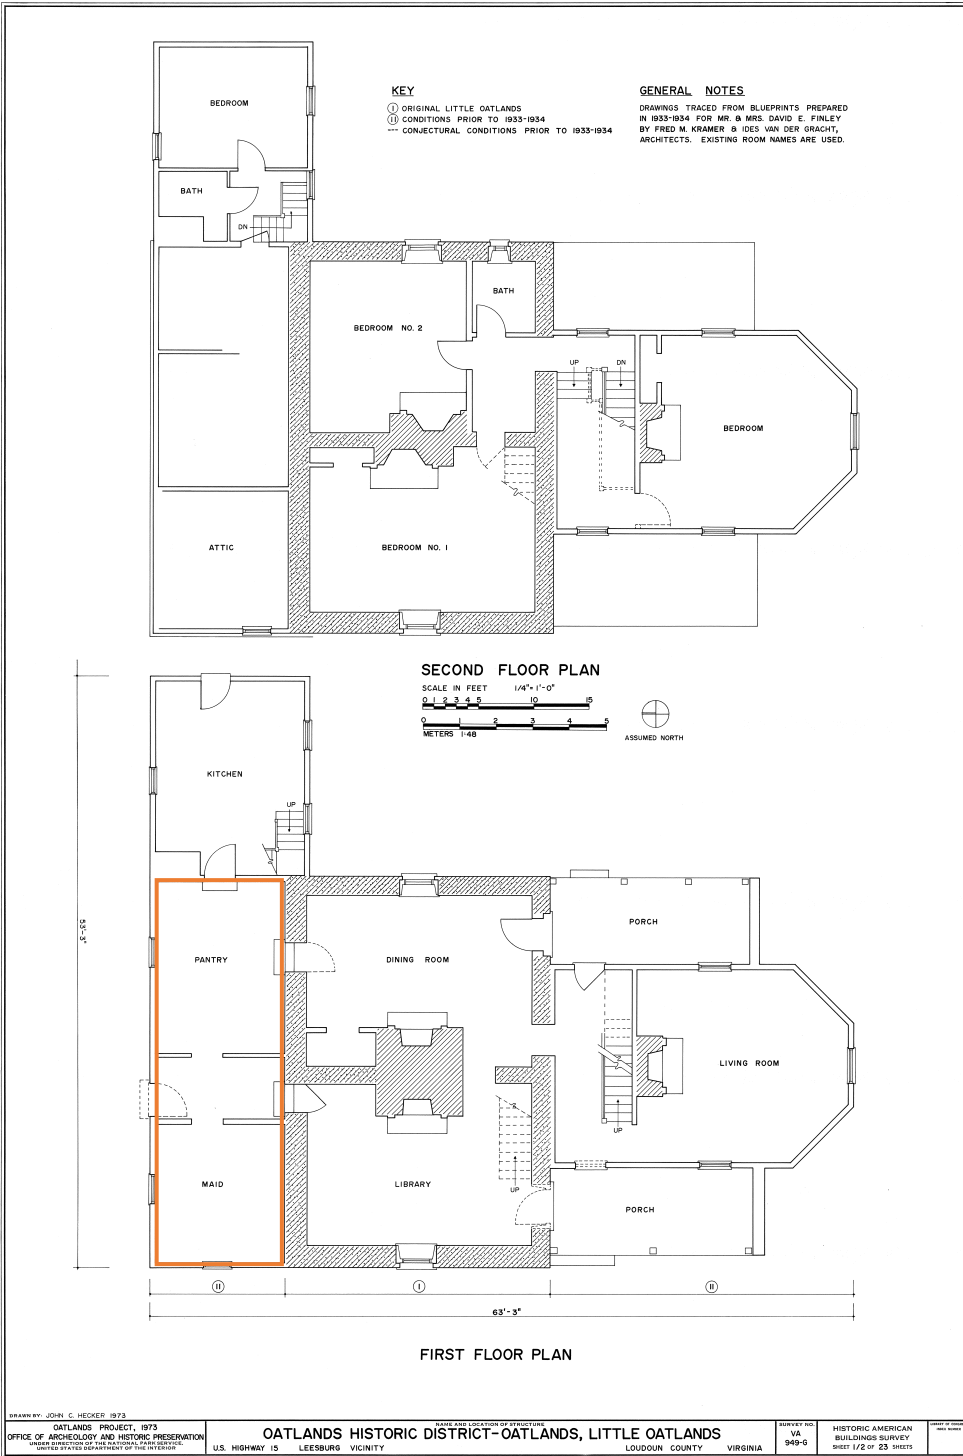 BEDROOM
BATH
DN
KEY
I ORIGINAL LITTLE OATLANDS
II CONDITIONS PRIOR TO 1933-1934
--- CONJECTURAL CONDITIONS PRIOR TO 1933-1934
GENERAL NOTES
DRAWINGS TRACED FROM BLUEPRINTS PREPARED
IN 1933-1934 FOR MR. & MRS. DAVID E. FINLEY
BY FRED M. KRAMER & IDES VAN DER GRACHT,
ARCHITECTS. EXISTING ROOM NAMES ARE USED.
BATH
BEDROOM NO. 2
UP
DN
BEDROOM
ATTIC
BEDROOM NO. 1
SECOND FLOOR PLAN
SCALE IN FEET 1/4"=1'-0"
0 1 2 3 4 5 10 15
0 1 2 3 4 5
METERS 1:48
ASSUMED NORTH
KITCHEN
UP
53'-3"
PANTRY
DINING ROOM
PORCH
LIVING ROOM
UP
MAID
LIBRARY
UP
PORCH
II
I
II
63'-3"
FIRST FLOOR PLAN
DRAWN BY: JOHN C. HECKER 1973
OATLANDS PROJECT, 1973
OFFICE OF ARCHEOLOGY AND HISTORIC PRESERVATION
UNDER DIRECTION OF THE NATIONAL PARK SERVICE,
UNITED STATES DEPARTMENT OF THE INTERIOR
NAME AND LOCATION OF STRUCTURE
OATLANDS HISTORIC DISTRICT-OATLANDS, LITTLE OATLANDS
U.S. HIGHWAY 15 LEESBURG VICINITY LOUDOUN COUNTY VIRGINIA
SURVEY NO.
VA
949-G
HISTORIC AMERICAN
BUILDINGS SURVEY
SHEET 1/2 OF 23 SHEETS